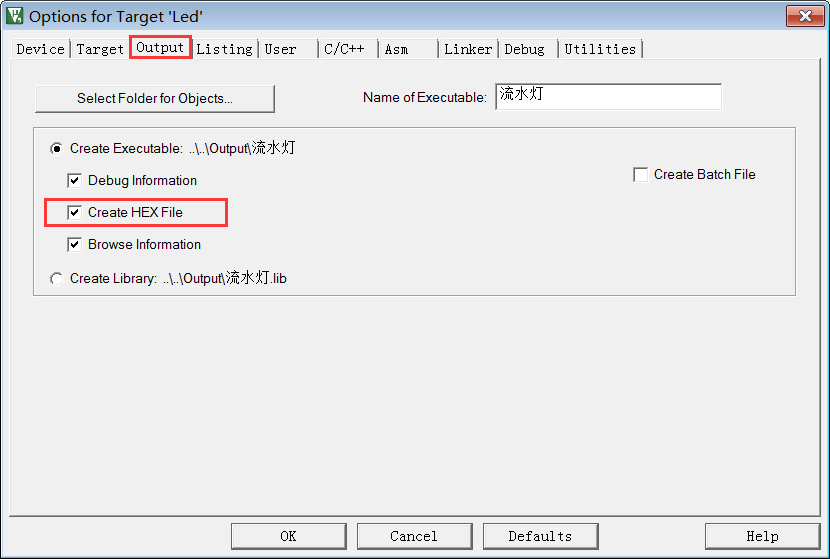 Options for Target 'Led'
Device Target Output Listing User C/C++ Asm Linker Debug Utilities
Select Folder for Objects... Name of Executable: 流水灯
Create Executable: ..\..\Output\流水灯
Debug Information Create Batch File
Create HEX File
Browse Information
Create Library: ..\..\Output\流水灯.lib
OK Cancel Defaults Help